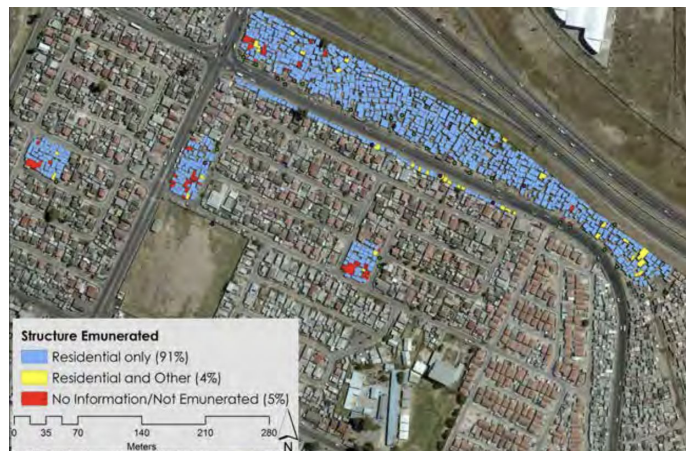 Structure Emunerated
Residential only (91%)
Residential and Other (4%)
No Information/Not Emunerated (5%)
0 35 70 140 210 280
Meters
N